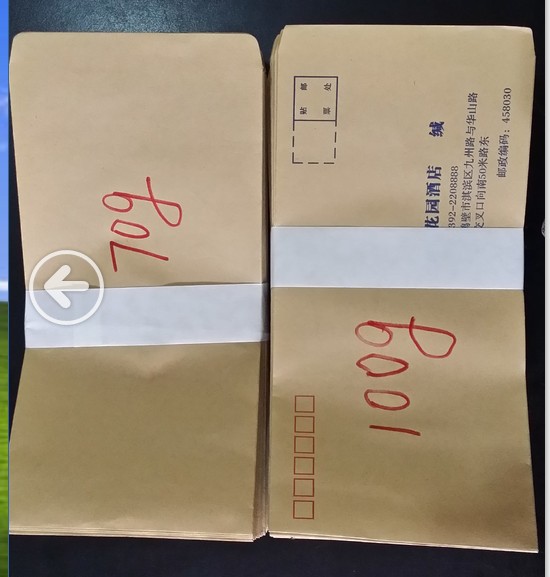 70g
100g
贴 邮
票 处
花园酒店 缄
392-2208888
壁市淇滨区九州路与华山路
交叉口向南50米路东
邮政编码：458030